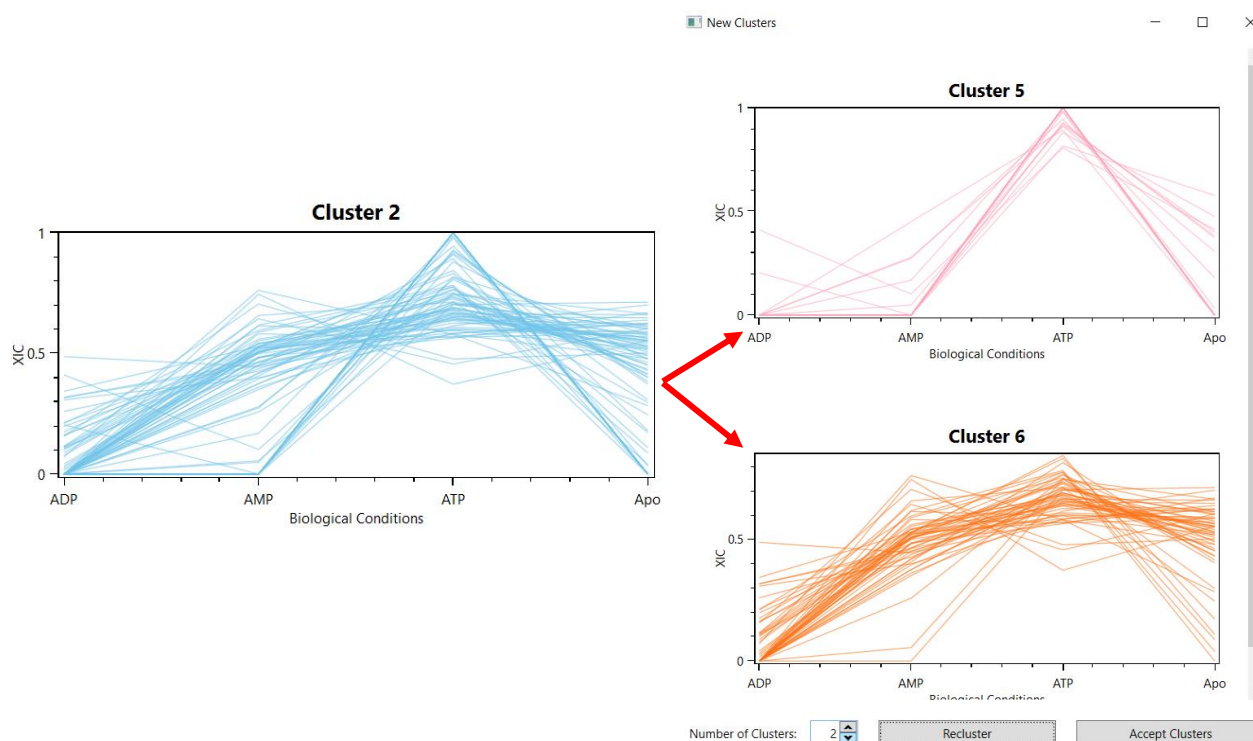 New Clusters
Cluster 2
1
0.5
0
XIC
ADP AMP ATP Apo
Biological Conditions
Cluster 5
1
0.5
0
XIC
ADP AMP ATP Apo
Biological Conditions
Cluster 6
0.5
0
XIC
ADP AMP ATP Apo
Biological Conditions
Number of Clusters: 2 Recluster Accept Clusters